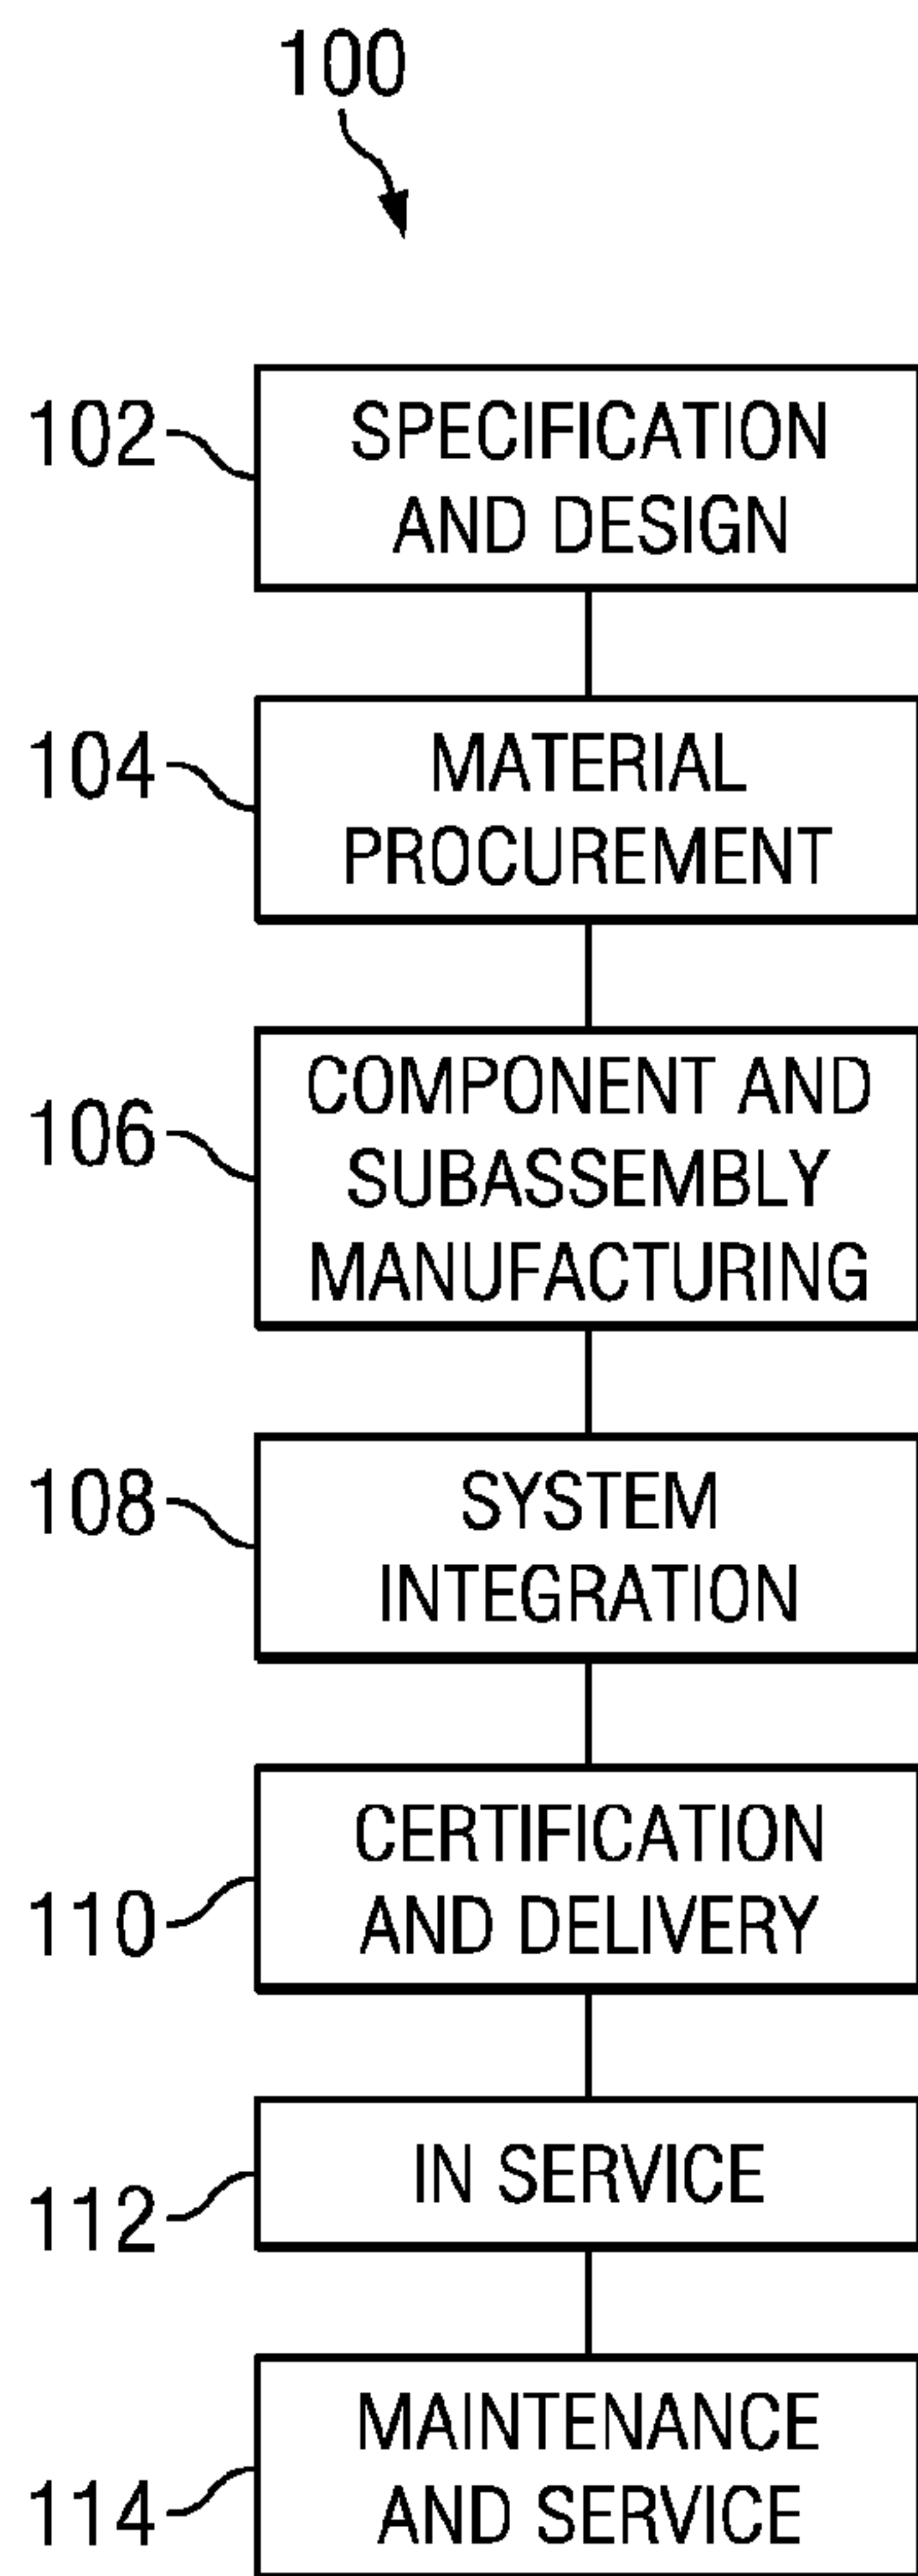 100
102
SPECIFICATION
AND DESIGN
104
MATERIAL
PROCUREMENT
106
COMPONENT AND
SUBASSEMBLY
MANUFACTURING
108
SYSTEM
INTEGRATION
110
CERTIFICATION
AND DELIVERY
112
IN SERVICE
114
MAINTENANCE
AND SERVICE